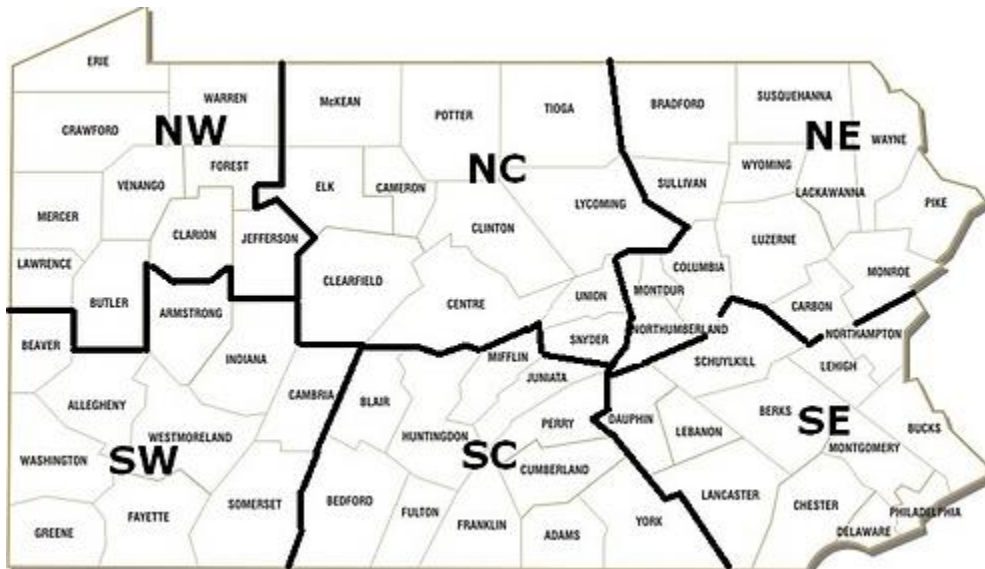 ERIE
WARREN
McKEAN
POTTER
TIOGA
BRADFORD
SUSQUEHANNA
CRAWFORD
NW
NE
WAYNE
FOREST
VENANGO
ELK
CAMERON
NC
SULLIVAN
WYOMING
LACKAWANNA
PIKE
MERCER
CLARION
JEFFERSON
CLINTON
LYCOMING
LUZERNE
LAWRENCE
CLEARFIELD
COLUMBIA
MONROE
BUTLER
CENTRE
UNION
MONTOUR
CARBON
ARMSTRONG
SNYDER
NORTHUMBERLAND
NORTHAMPTON
BEAVER
INDIANA
MIFFLIN
SCHUYLKILL
LEHIGH
JUNIATA
ALLEGHENY
CAMBRIA
BLAIR
PERRY
DAUPHIN
BERKS
WESTMORELAND
HUNTINGDON
LEBANON
SE
BUCKS
WASHINGTON
SW
SC
CUMBERLAND
MONTGOMERY
SOMERSET
BEDFORD
LANCASTER
FULTON
CHESTER
PHILADELPHIA
GREENE
FAYETTE
FRANKLIN
ADAMS
YORK
DELAWARE